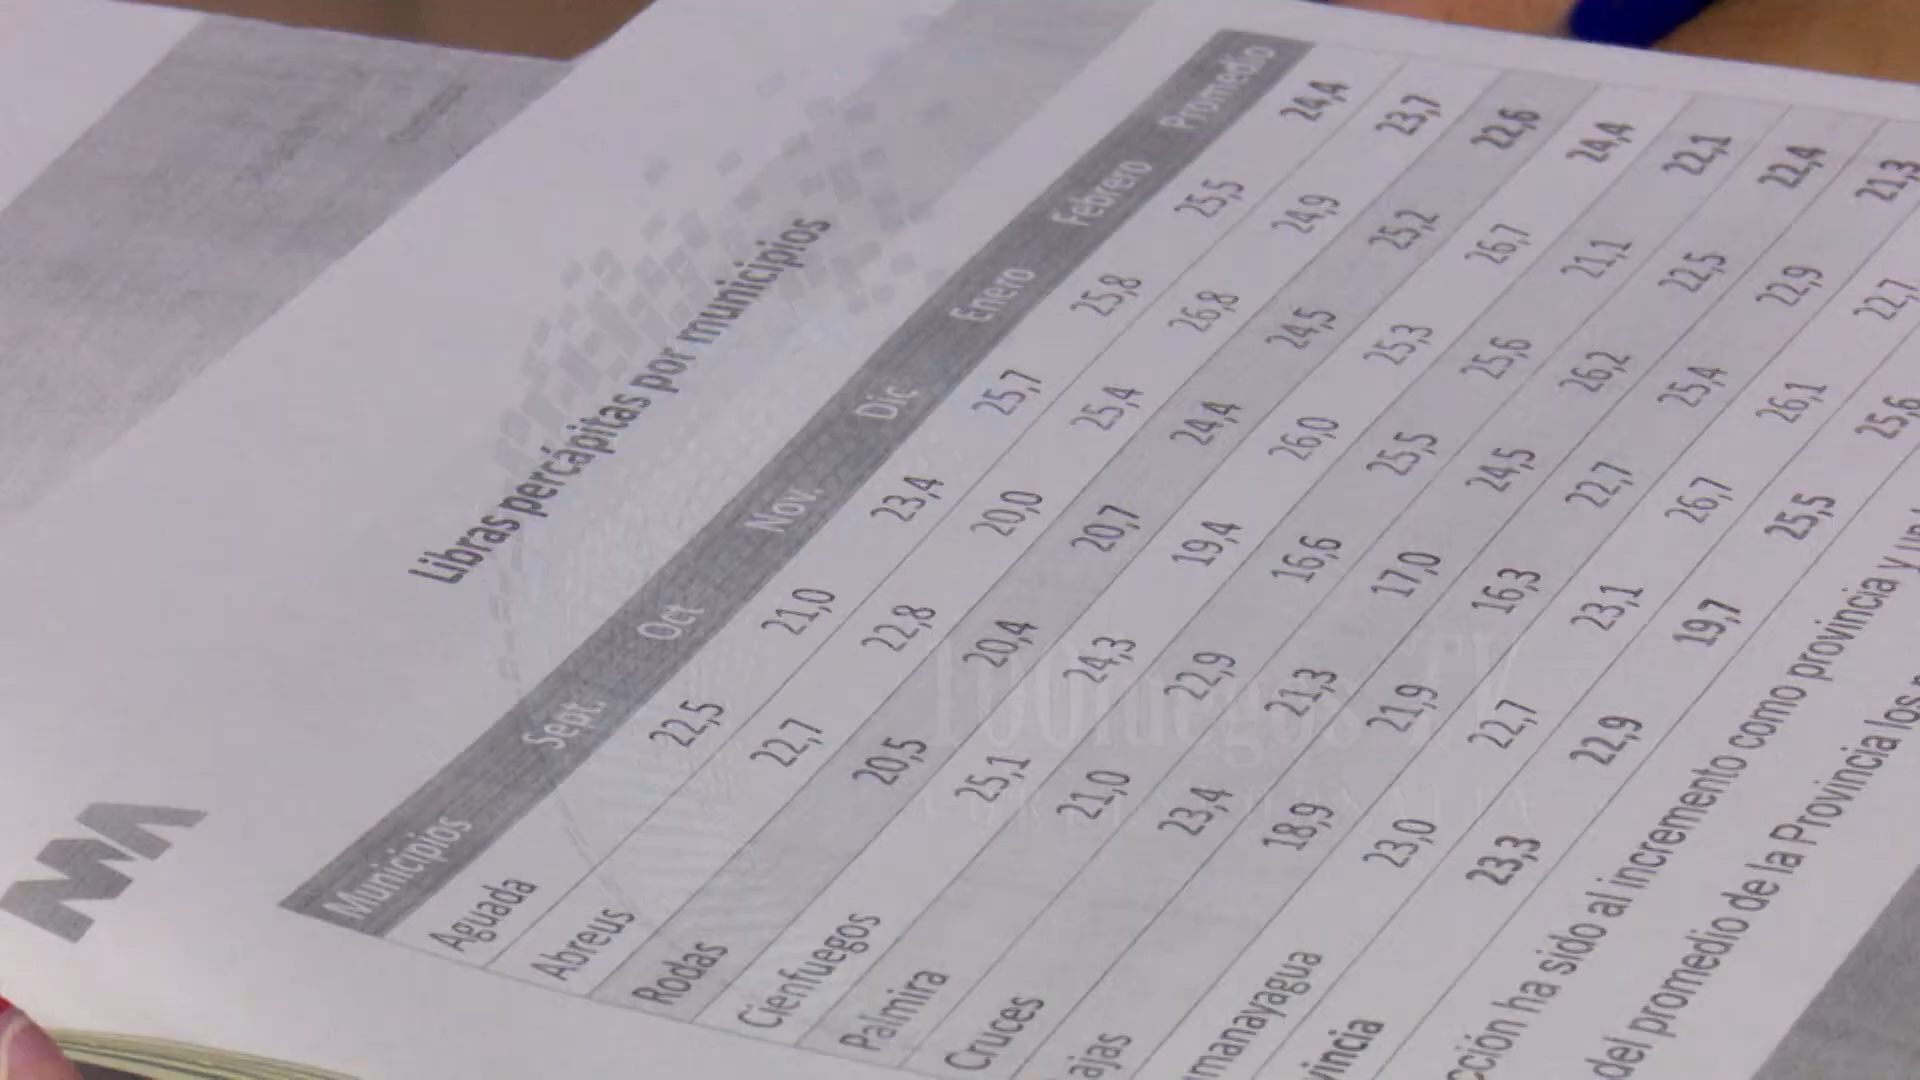 Libras percápitas por municipios
Municipios Sept. Oct Nov. Dic Enero Febrero Promedio
Aguada 22,5 21,0 23,4 25,7 25,8 25,5 24,4
Abreus 22,7 22,8 20,0 25,4 26,8 24,9 23,7
Rodas 20,5 20,4 20,7 24,4 24,5 25,2 22,6
Cienfuegos 25,1 24,3 19,4 26,0 25,3 26,7 24,4
Palmira 21,0 22,9 16,6 25,5 25,6 21,1 22,1
Cruces 23,4 21,3 17,0 24,5 26,2 22,5 22,4
ajas 18,9 21,9 16,3 22,7 25,4 22,9 21,3
manayagua 23,0 22,7 23,1 26,7 26,1 22,7
vincia 23,3 22,9 19,7 25,5 25,6
cción ha sido al incremento como provincia y
del promedio de la Provincia los
100fuegos TV